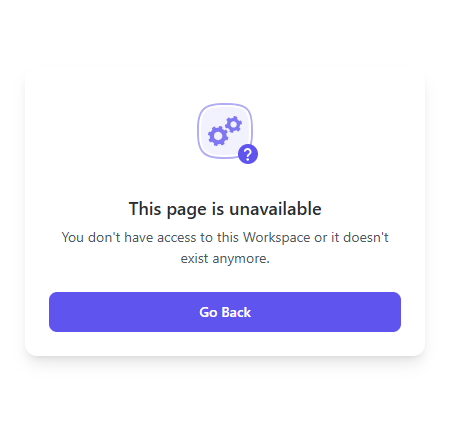 ?
This page is unavailable
You don't have access to this Workspace or it doesn't
exist anymore.
Go Back